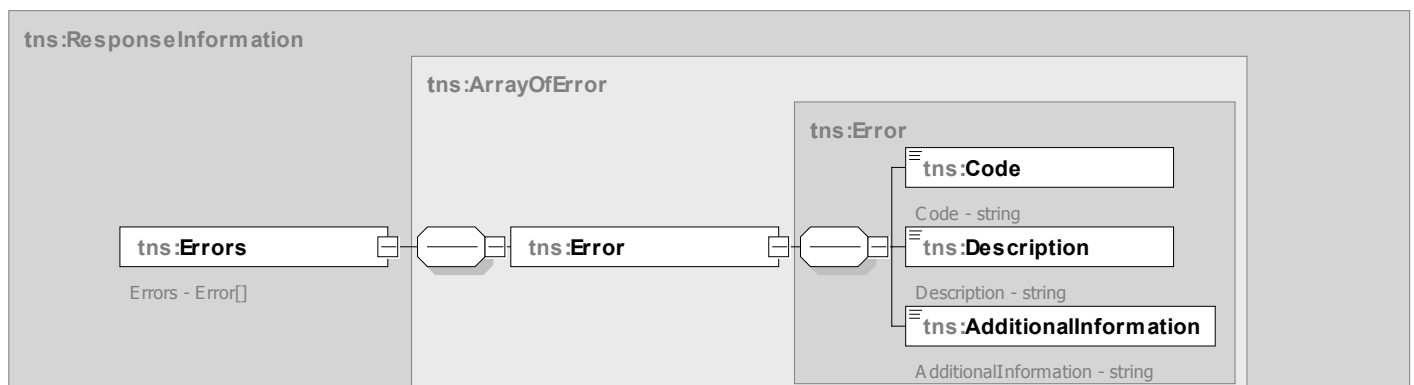 tns:ResponseInformation
tns:ArrayOfError
tns:Error
tns:Code
Code - string
tns:Errors
tns:Error
tns:Description
Errors - Error[]
Description - string
tns:AdditionalInformation
AdditionalInformation - string